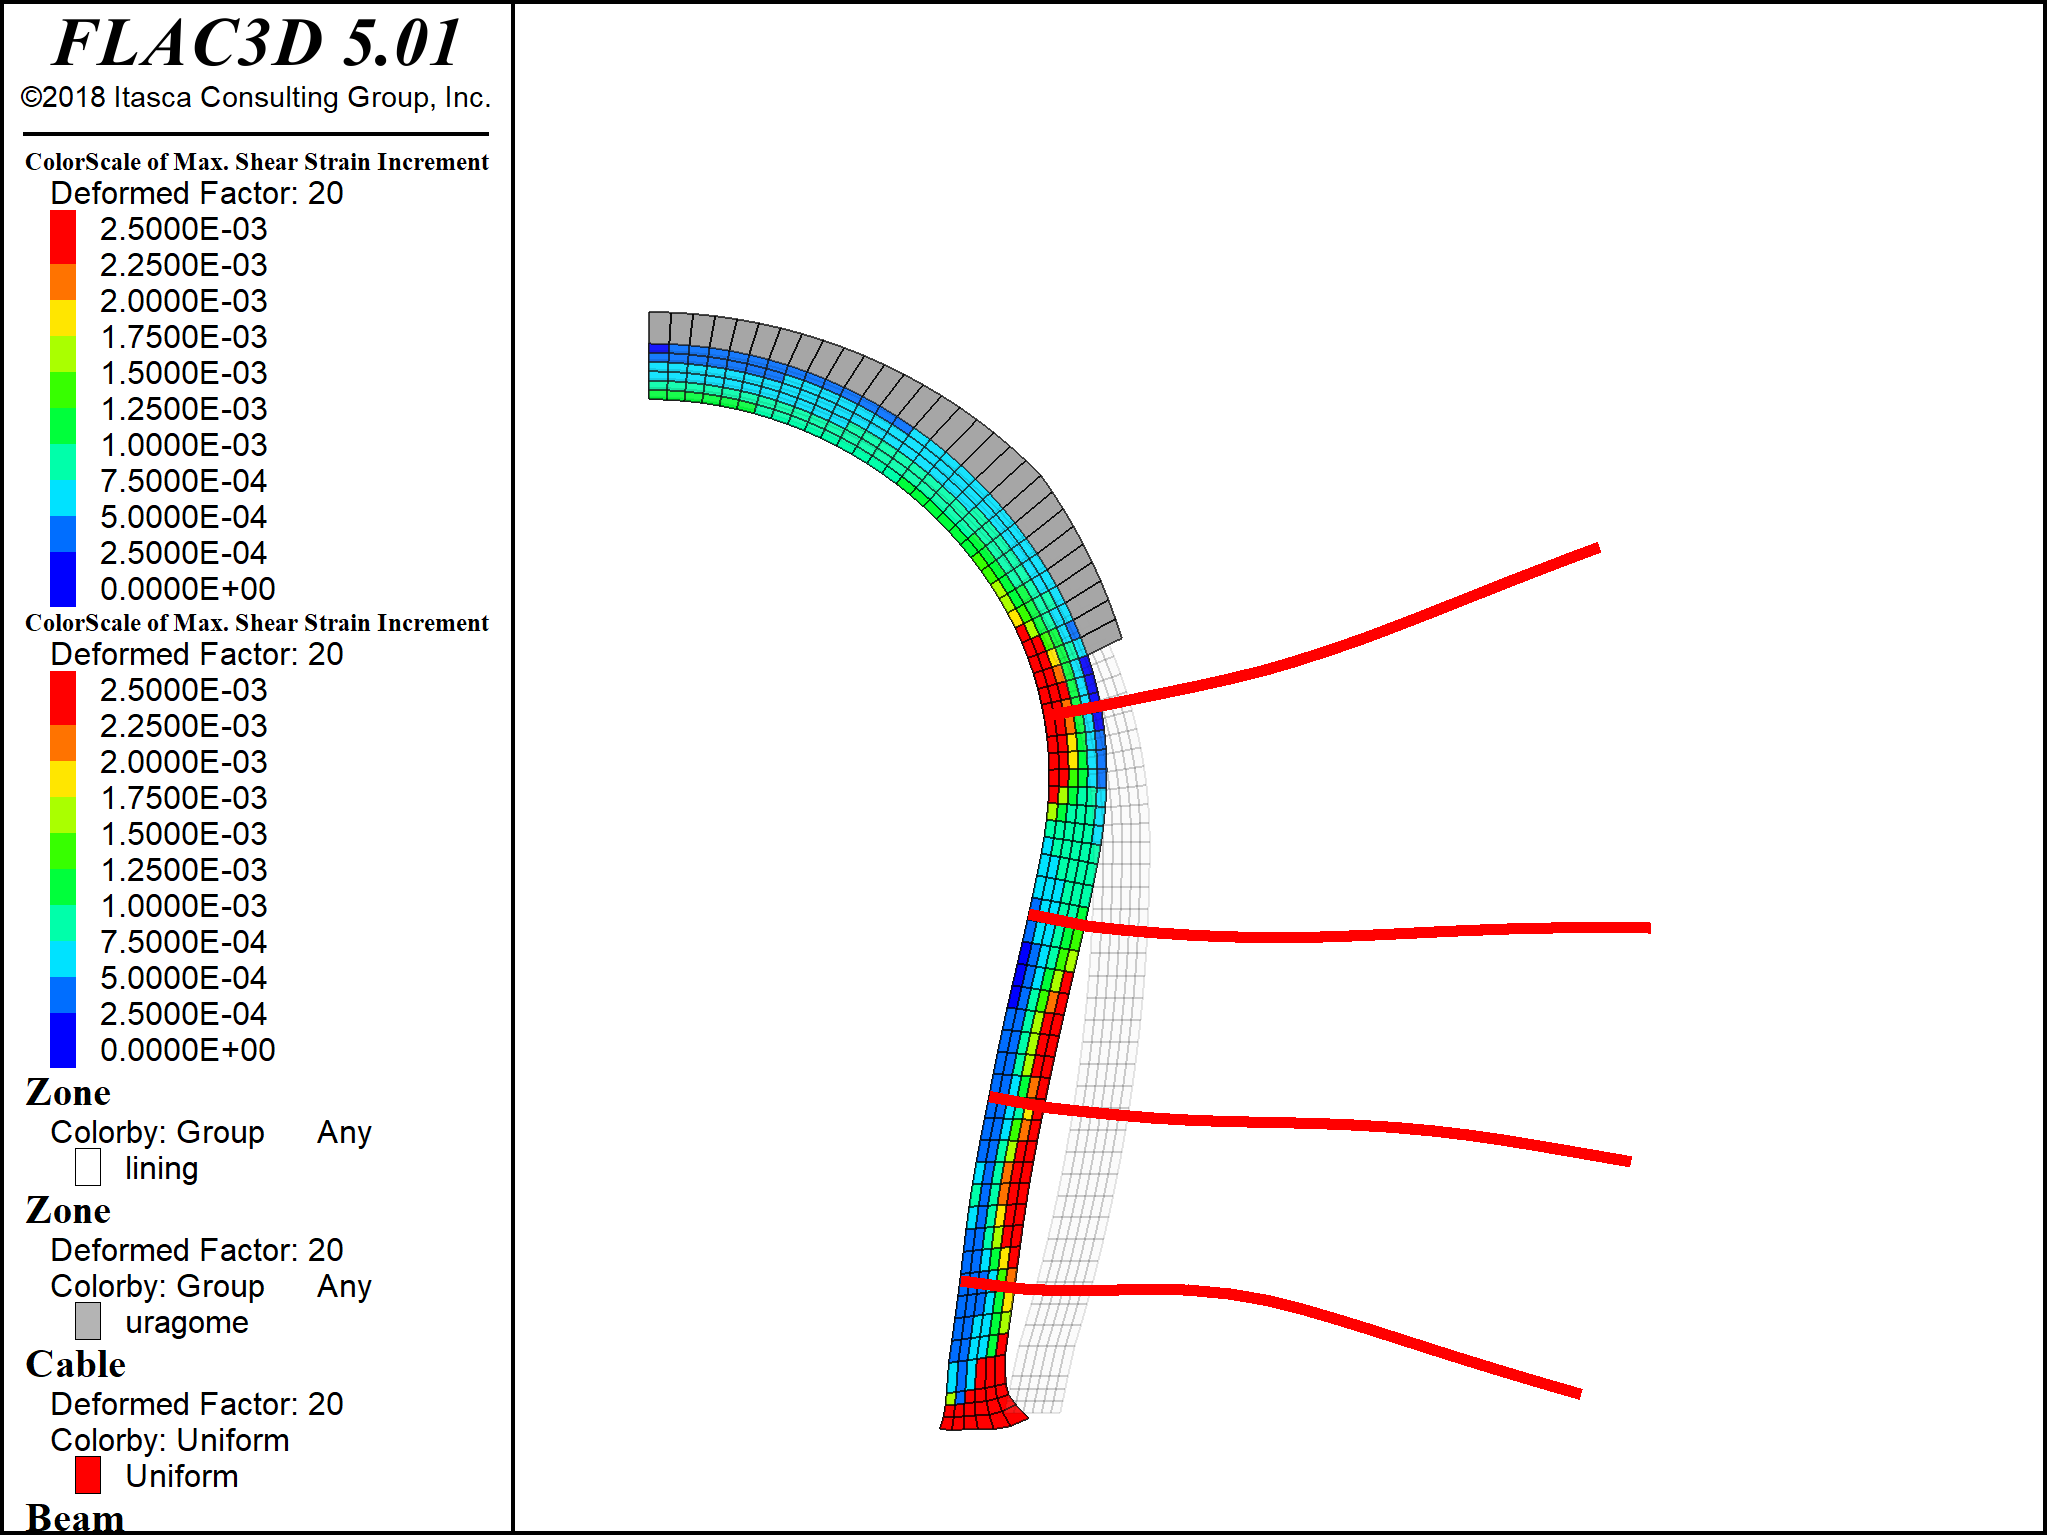 FLAC3D 5.01
©2018 Itasca Consulting Group, Inc.
ColorScale of Max. Shear Strain Increment
Deformed Factor: 20
2.5000E-03
2.2500E-03
2.0000E-03
1.7500E-03
1.5000E-03
1.2500E-03
1.0000E-03
7.5000E-04
5.0000E-04
2.5000E-04
0.0000E+00
ColorScale of Max. Shear Strain Increment
Deformed Factor: 20
2.5000E-03
2.2500E-03
2.0000E-03
1.7500E-03
1.5000E-03
1.2500E-03
1.0000E-03
7.5000E-04
5.0000E-04
2.5000E-04
0.0000E+00
Zone
Colorby: Group Any
lining
Zone
Deformed Factor: 20
Colorby: Group Any
uragome
Cable
Deformed Factor: 20
Colorby: Uniform
Uniform
Beam